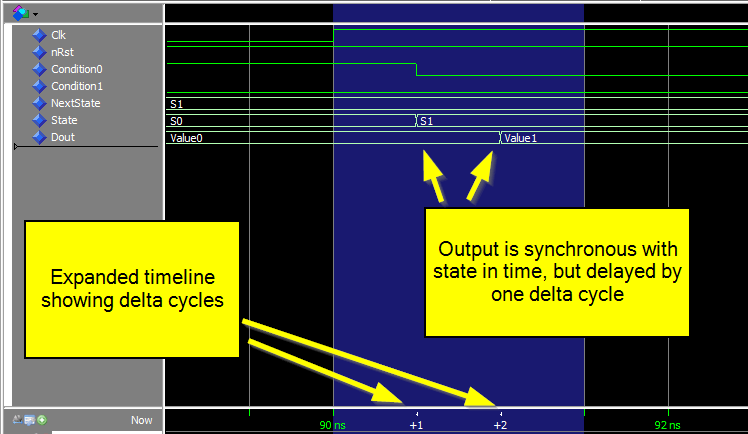 Clk
nRst
Condition0
Condition1
NextState
S1
State
S0
S1
Dout
Value0
Value1
Expanded timeline
showing delta cycles
Output is synchronous with
state in time, but delayed by
one delta cycle
Now
90 ns
+1
+2
92 ns